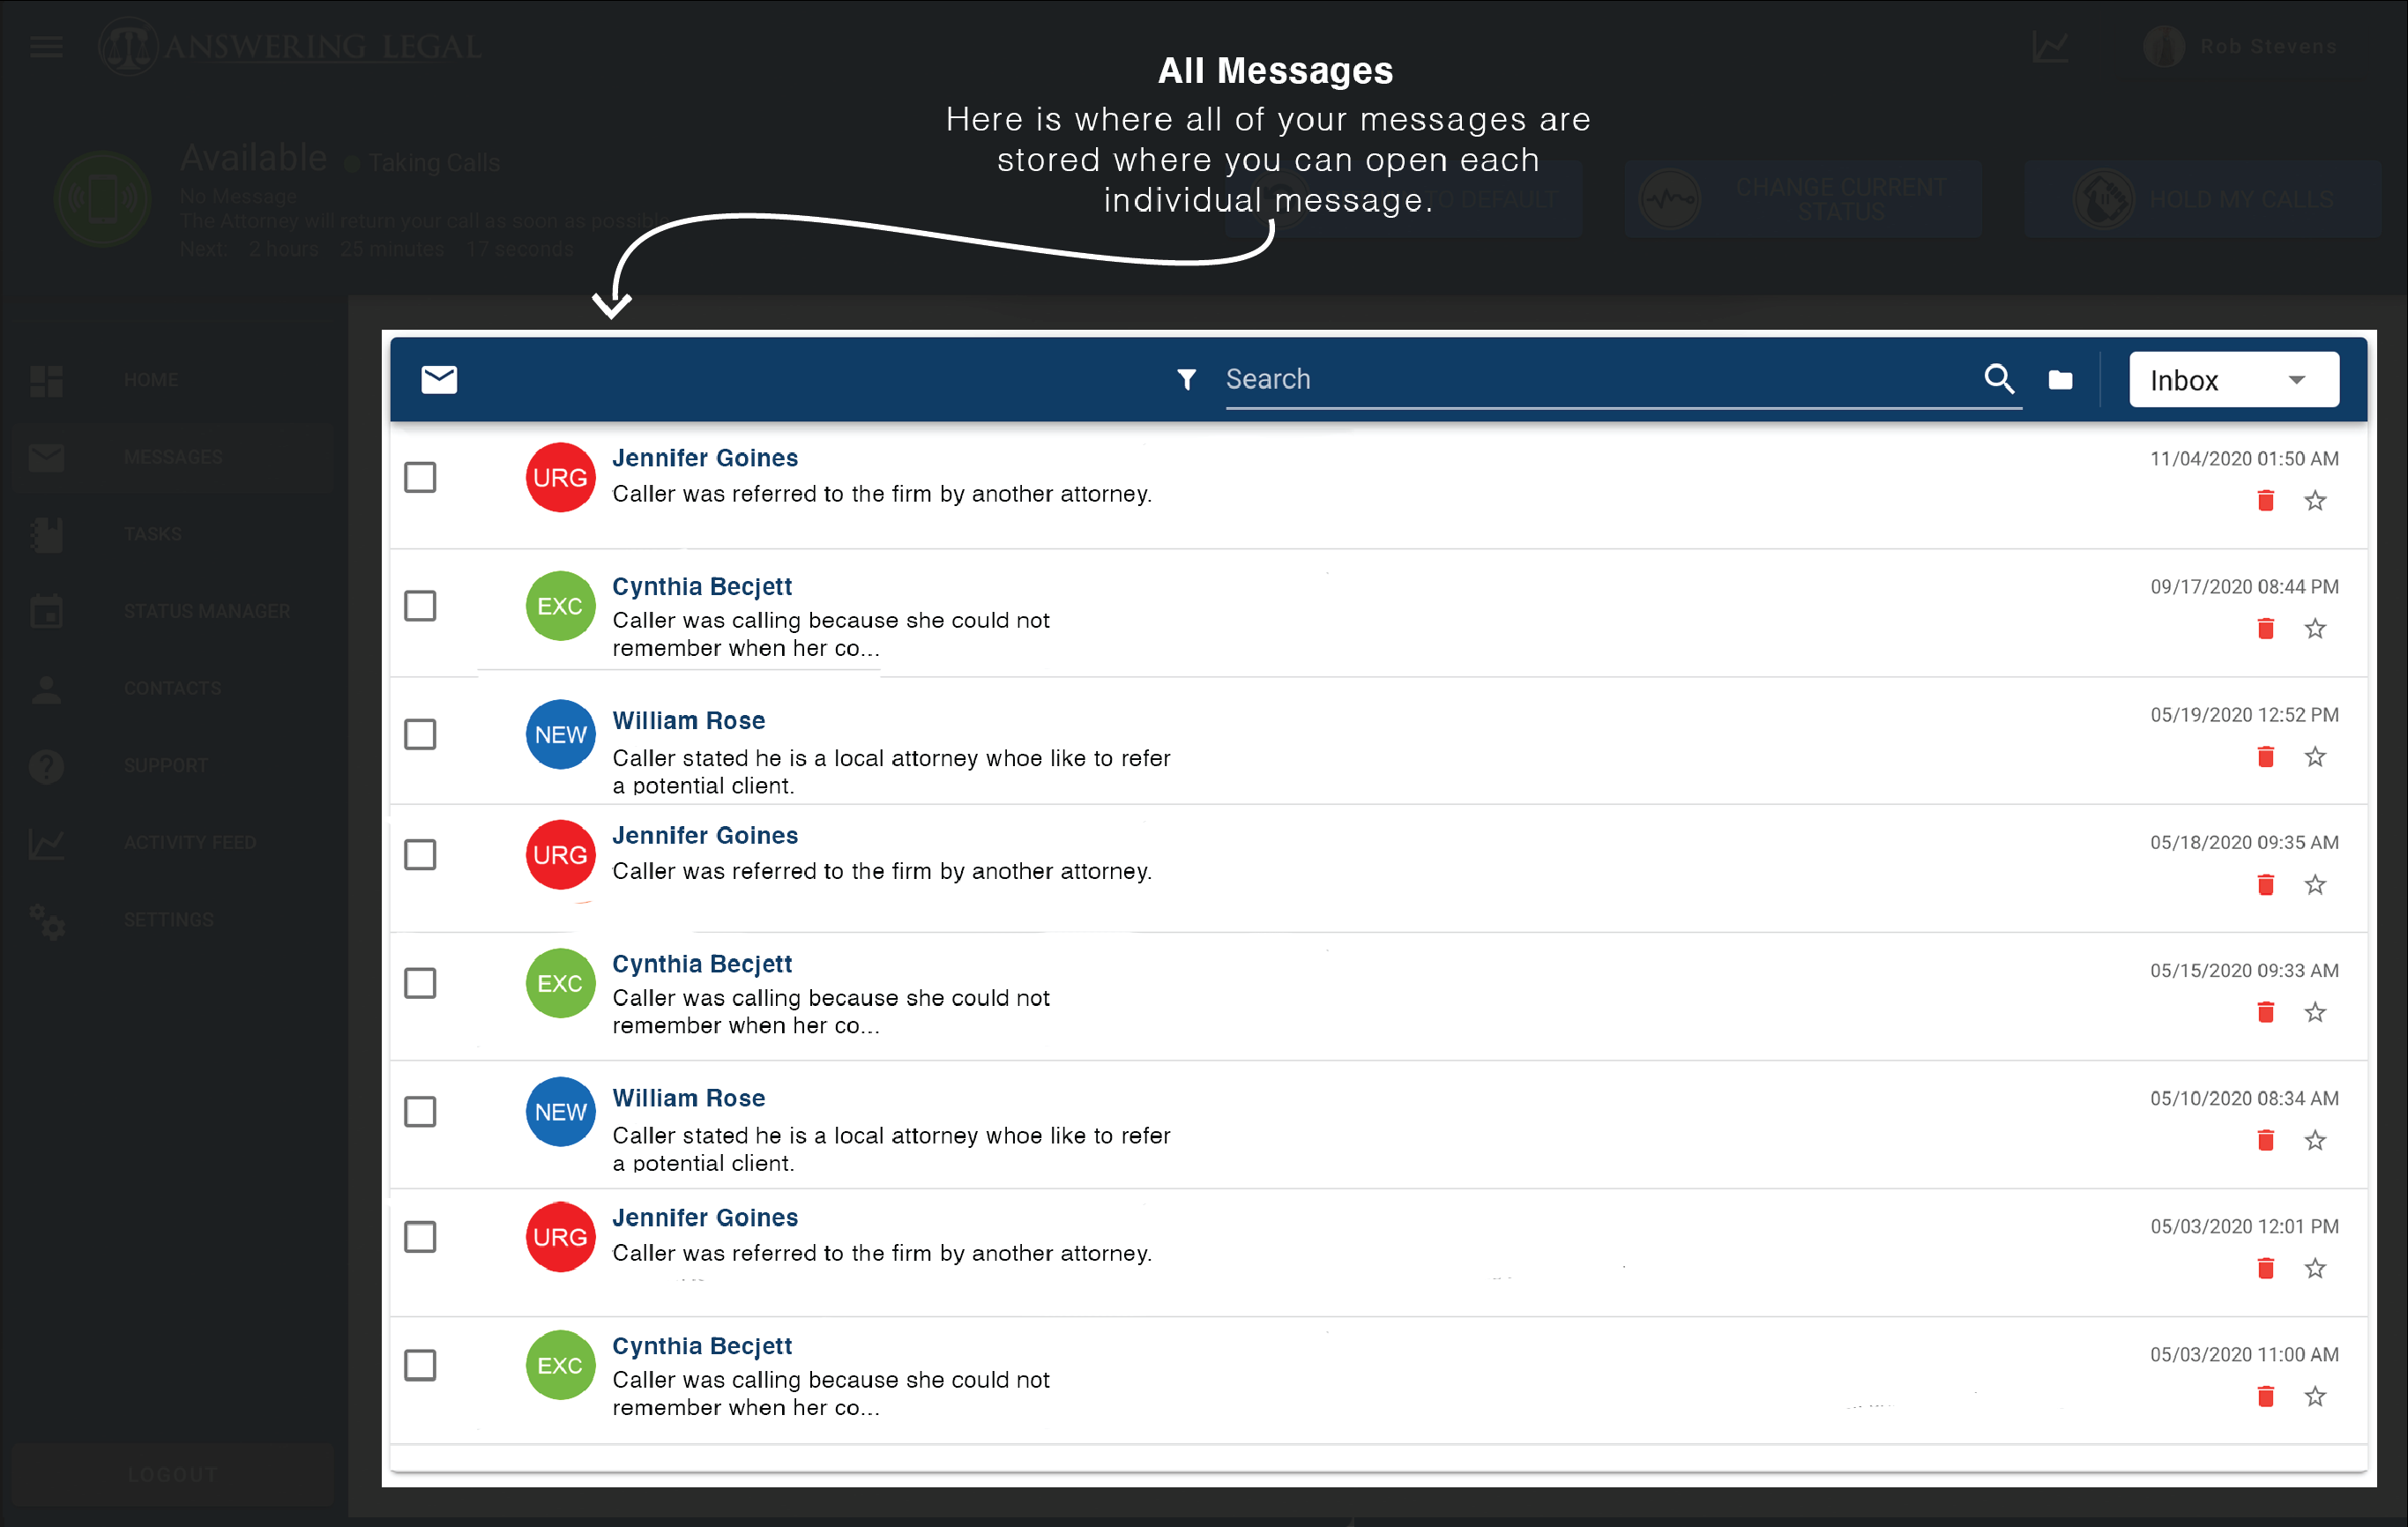 ANSWERING LEGAL
Rob Stevens
All Messages
Here is where all of your messages are
stored where you can open each
individual message.
Available Taking Calls
No Message
The Attorney will return your call as soon as possible
Next: 2 hours 25 minutes 17 seconds
TO DEFAULT
CHANGE CURRENT
STATUS
HOLD MY CALLS
HOME
MESSAGES
TASKS
STATUS MANAGER
CONTACTS
SUPPORT
ACTIVITY FEED
SETTINGS
LOGOUT
Search
Inbox
URG
Jennifer Goines
11/04/2020 01:50 AM
Caller was referred to the firm by another attorney.
EXC
Cynthia Becjett
09/17/2020 08:44 PM
Caller was calling because she could not
remember when her co...
NEW
William Rose
05/19/2020 12:52 PM
Caller stated he is a local attorney whoe like to refer
a potential client.
URG
Jennifer Goines
05/18/2020 09:35 AM
Caller was referred to the firm by another attorney.
EXC
Cynthia Becjett
05/15/2020 09:33 AM
Caller was calling because she could not
remember when her co...
NEW
William Rose
05/10/2020 08:34 AM
Caller stated he is a local attorney whoe like to refer
a potential client.
URG
Jennifer Goines
05/03/2020 12:01 PM
Caller was referred to the firm by another attorney.
EXC
Cynthia Becjett
05/03/2020 11:00 AM
Caller was calling because she could not
remember when her co...